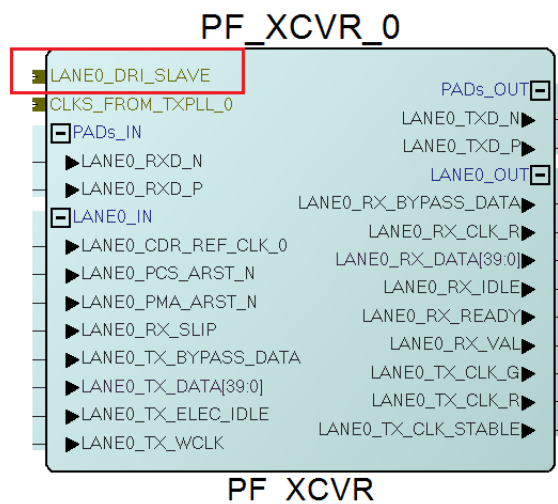 PF_XCVR_0
LANE0_DRI_SLAVE
CLKS_FROM_TXPLL_0
PADs_IN
LANE0_RXD_N
LANE0_RXD_P
LANE0_IN
LANE0_CDR_REF_CLK_0
LANE0_PCS_ARST_N
LANE0_PMA_ARST_N
LANE0_RX_SLIP
LANE0_TX_BYPASS_DATA
LANE0_TX_DATA[39:0]
LANE0_TX_ELEC_IDLE
LANE0_TX_WCLK
PADs_OUT
LANE0_TXD_N
LANE0_TXD_P
LANE0_OUT
LANE0_RX_BYPASS_DATA
LANE0_RX_CLK_R
LANE0_RX_DATA[39:0]
LANE0_RX_IDLE
LANE0_RX_READY
LANE0_RX_VAL
LANE0_TX_CLK_G
LANE0_TX_CLK_R
LANE0_TX_CLK_STABLE
PF_XCVR